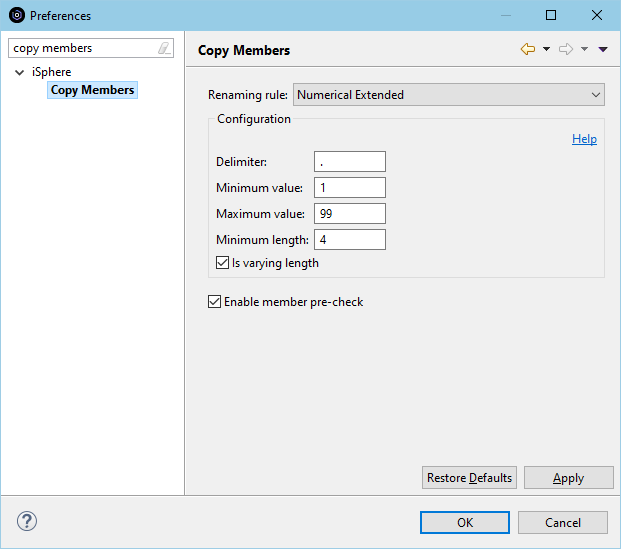 Preferences
copy members
iSphere
Copy Members
Copy Members
Renaming rule: Numerical Extended
Configuration
Help
Delimiter: .
Minimum value: 1
Maximum value: 99
Minimum length: 4
Is varying length
Enable member pre-check
Restore Defaults Apply
? OK Cancel